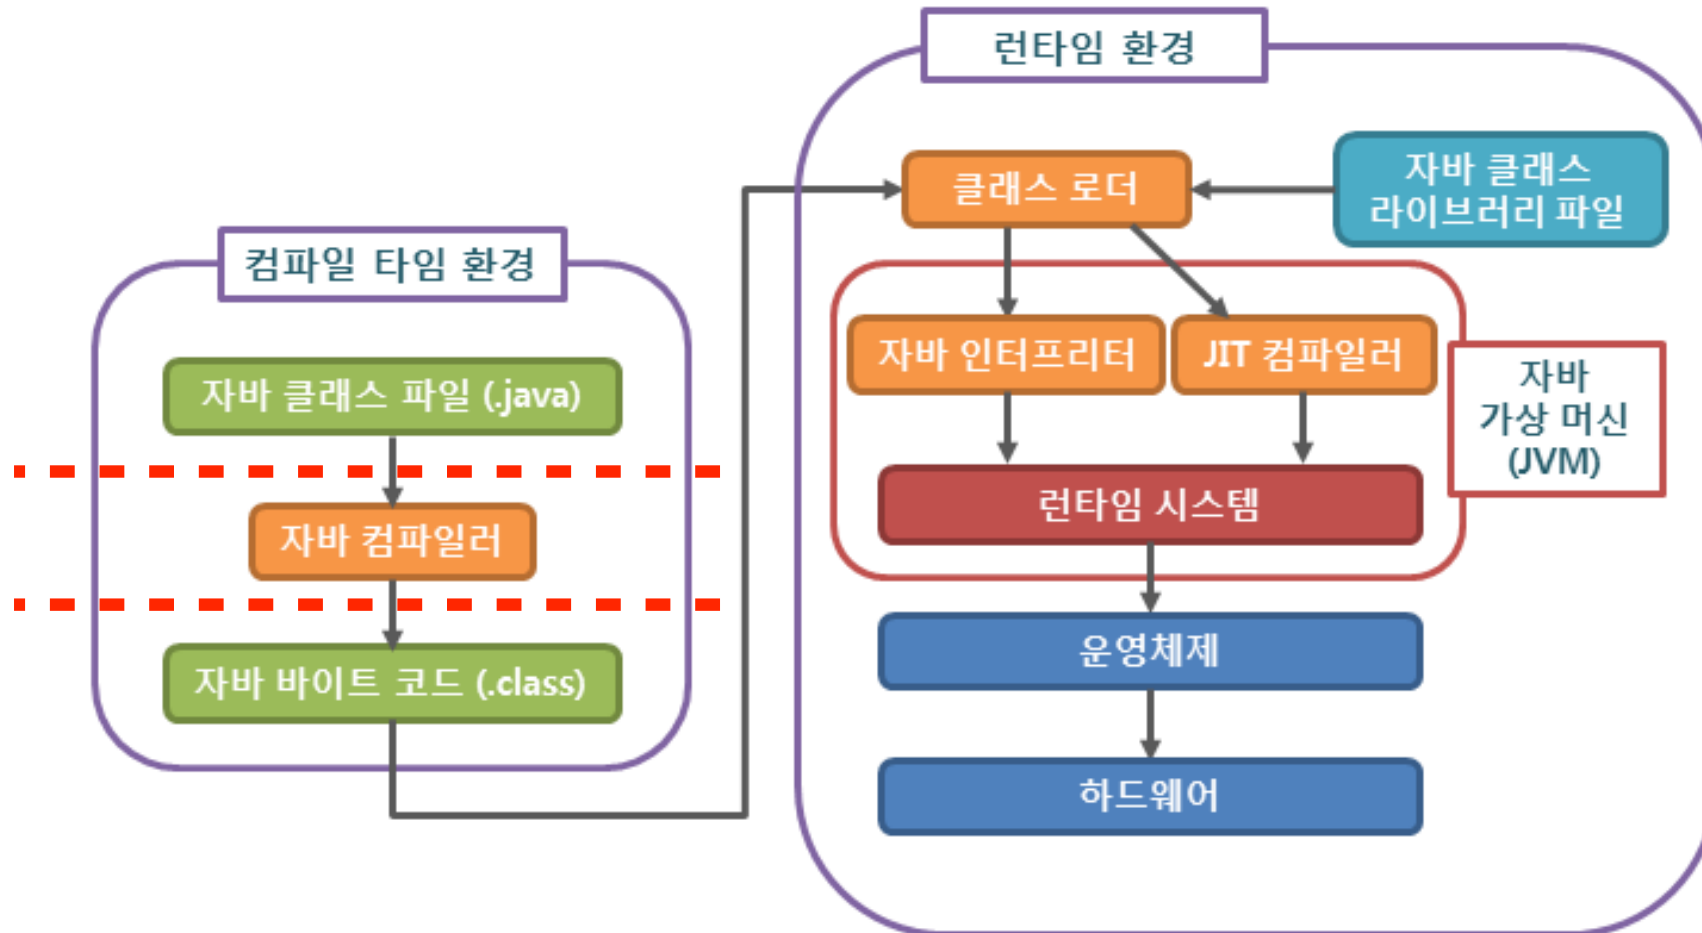 런타임 환경
클래스 로더
자바 클래스
라이브러리 파일
컴파일 타임 환경
자바 클래스 파일 (.java)
자바 컴파일러
자바 바이트 코드 (.class)
자바 인터프리터
JIT 컴파일러
자바
가상 머신
(JVM)
런타임 시스템
운영체제
하드웨어